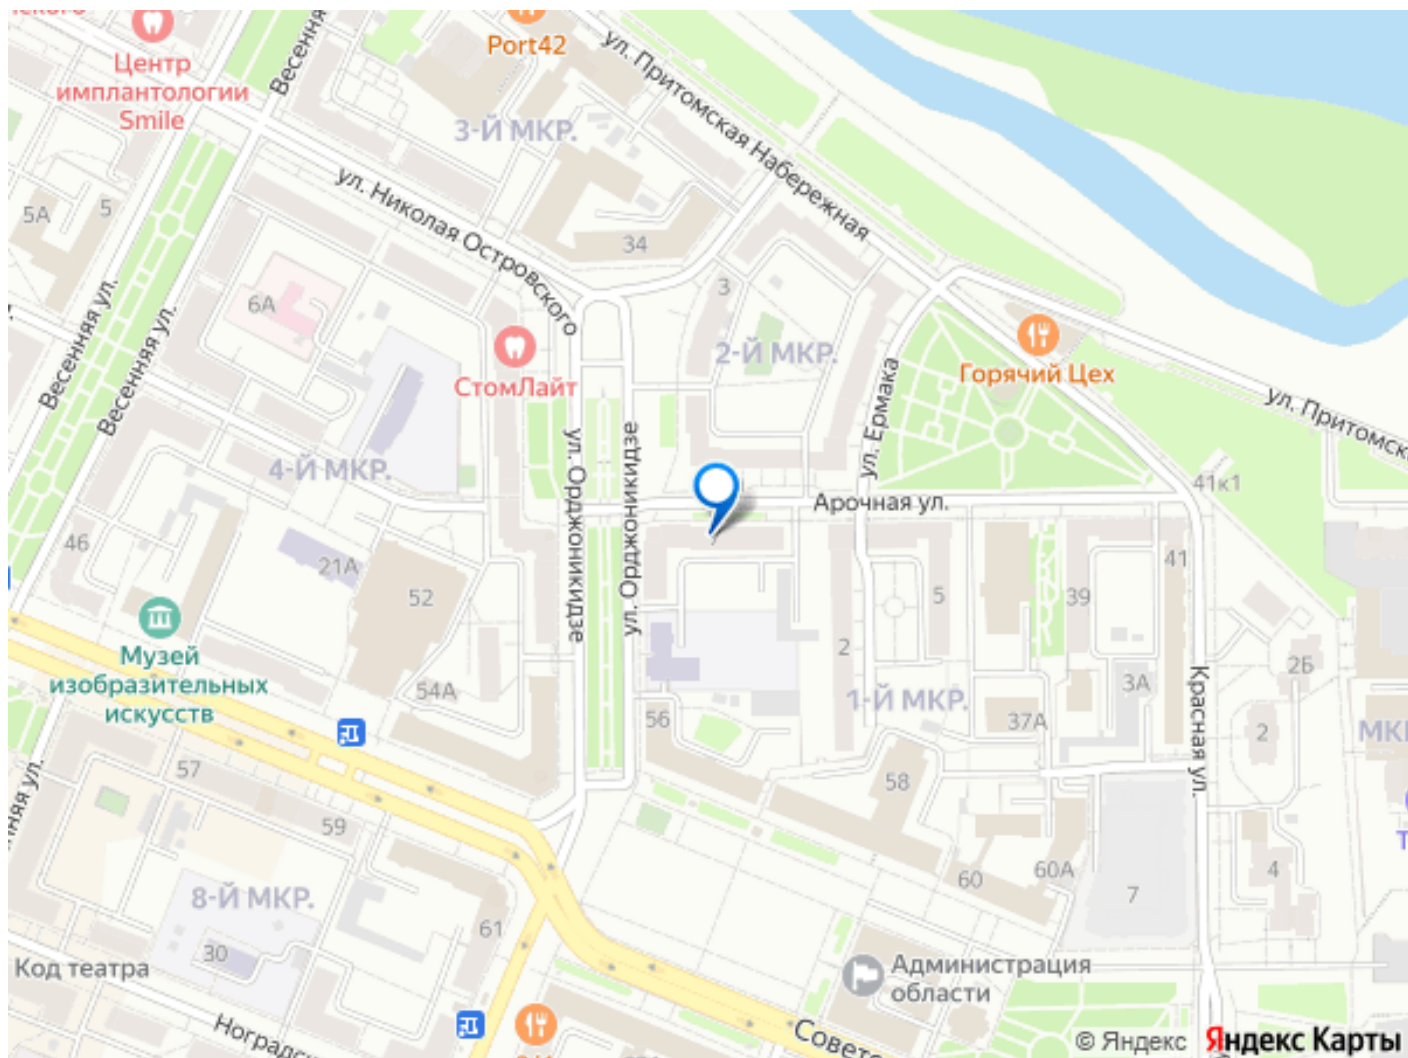 Port42
Центр
имплантологии
Smile
Весення
ул. Притомская Набережная
3-Й МКР.
ул. Николая Островского
5А
5
34
6А
3
2-Й МКР.
Горячий Цех
СтомЛайт
Весенняя ул.
Весенняя ул.
ул. Ермака
ул. Притомск
4-Й МКР.
ул. Орджоникидзе
ул. Орджоникидзе
Арочная ул.
41к1
46
21А
52
5
39
41
2
2Б
Музей
изобразительных
искусств
54А
56
1-Й МКР.
3А
37А
Красная ул.
2
МКР
57
58
59
60
60А
4
7
8-Й МКР.
61
30
Код театра
Администрация
области
Ноградс
Совето
© Яндекс
Яндекс Карты